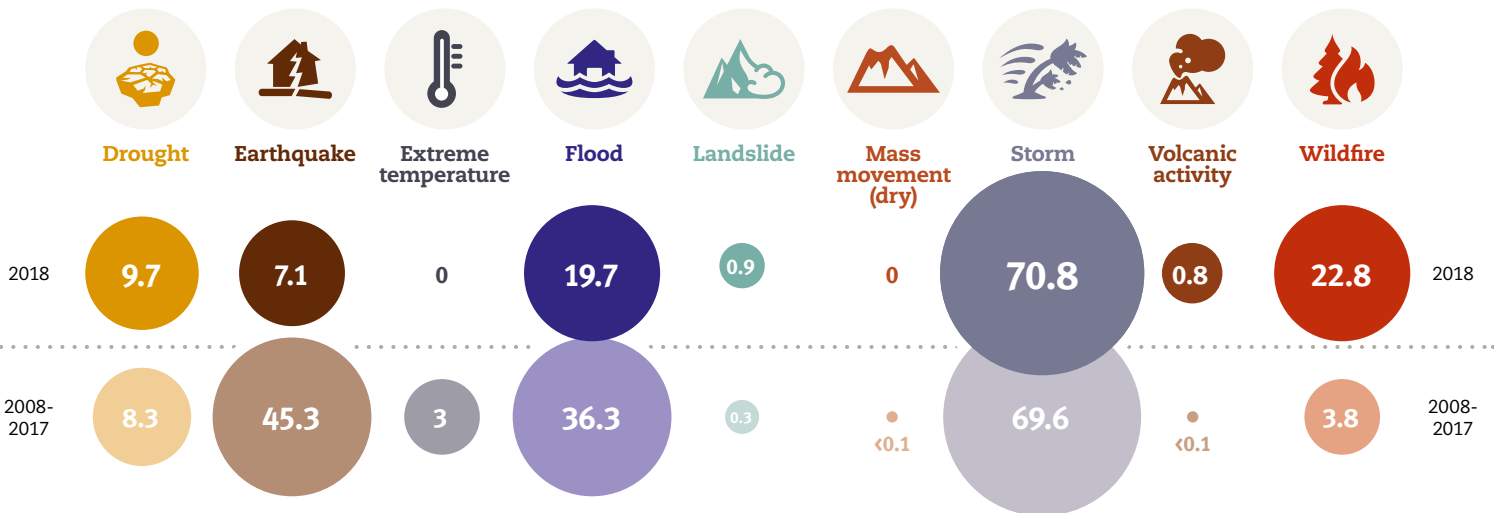 Drought
Earthquake
Extreme
temperature
Flood
Landslide
Mass
movement
(dry)
Storm
Volcanic
activity
Wildfire
2018
9.7
7.1
0
19.7
0.9
0
70.8
0.8
22.8
2018
2008-
2017
8.3
45.3
3
36.3
0.3
<0.1
69.6
<0.1
3.8
2008-
2017